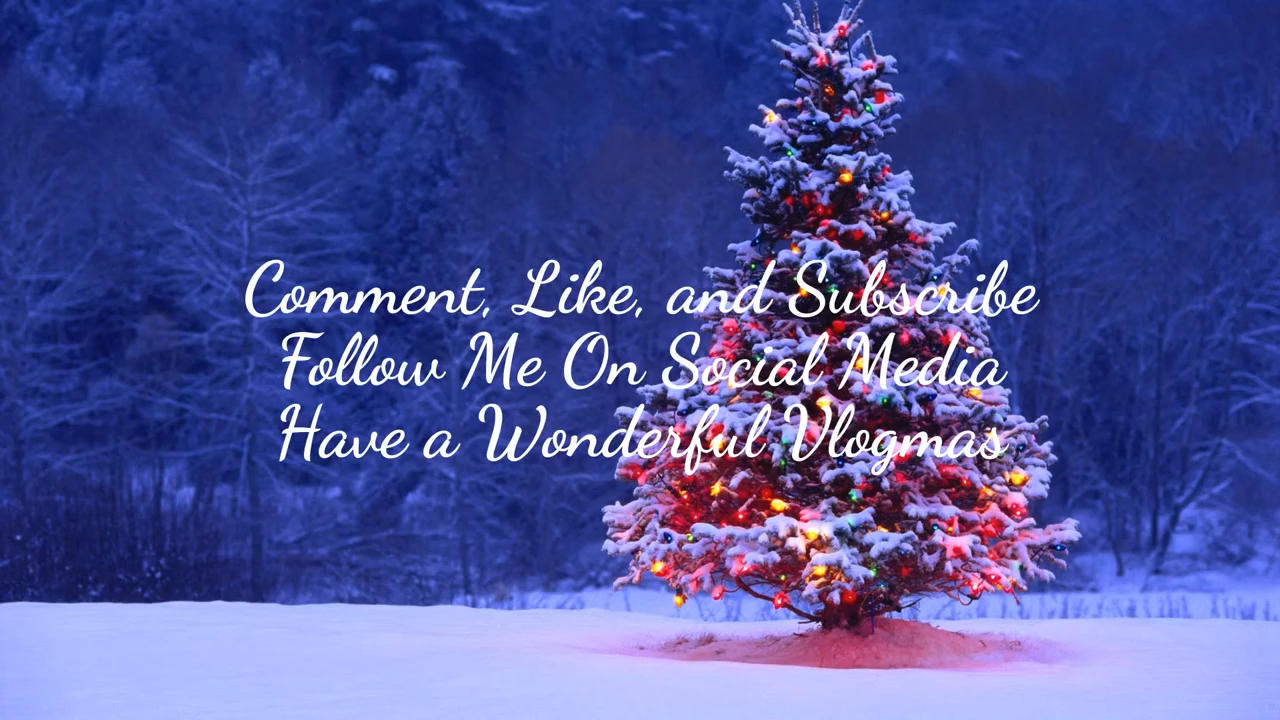 Comment, Like, and Subscribe
Follow Me On Social Media
Have a Wonderful Vlogmas